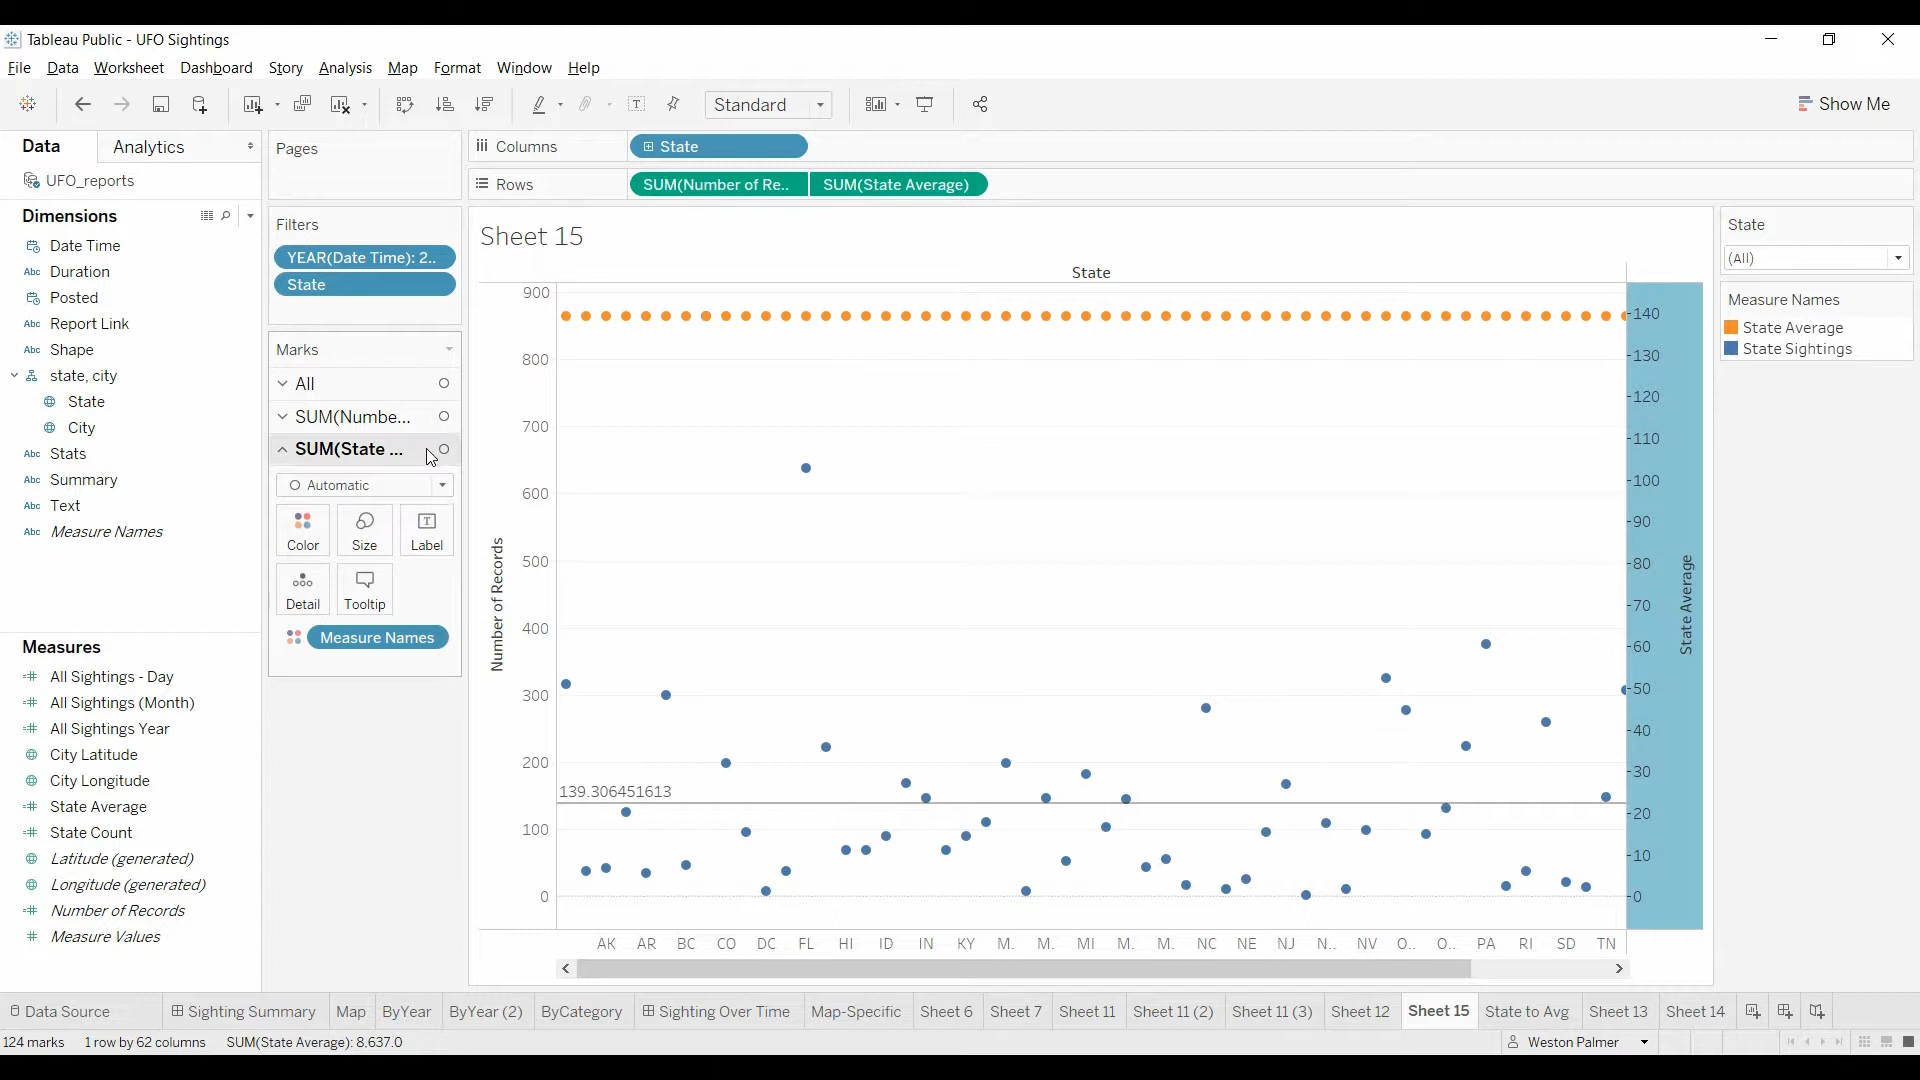 Tableau Public - UFO Sightings
File Data Worksheet Dashboard Story Analysis Map Format Window Help
Standard
Show Me
Data
Analytics
UFO_reports
Dimensions
Date Time
Duration
Posted
Report Link
Shape
state, city
State
City
Stats
Summary
Text
Measure Names
Measures
All Sightings - Day
All Sightings (Month)
All Sightings Year
City Latitude
City Longitude
State Average
State Count
Latitude (generated)
Longitude (generated)
Number of Records
Measure Values
Abc
Abc
Abc
Abc
Abc
Abc
Abc
Pages
Filters
YEAR(Date Time): 2..
State
Marks
All
SUM(Numbe...
SUM(State ...
Automatic
Color Size Label
Detail Tooltip
Measure Names
Columns
State
Rows
SUM(Number of Re.. SUM(State Average)
Sheet 15
State
Number of Records
900
800
700
600
500
400
300
200
100
0
139.306451613
140
130
120
110
100
90
80
70
60
50
40
30
20
10
0
State Average
AK AR BC CO DC FL HI ID IN KY M. M. MI M. M. NC NE NJ N.. NV O.. O.. PA RI SD TN
State
(All)
Measure Names
State Average
State Sightings
Data Source Sighting Summary Map ByYear ByYear (2) ByCategory Sighting Over Time Map-Specific Sheet 6 Sheet 7 Sheet 11 Sheet 11 (2) Sheet 11 (3) Sheet 12 Sheet 15 State to Avg Sheet 13 Sheet 14
124 marks 1 row by 62 columns SUM(State Average): 8,637.0
Weston Palmer